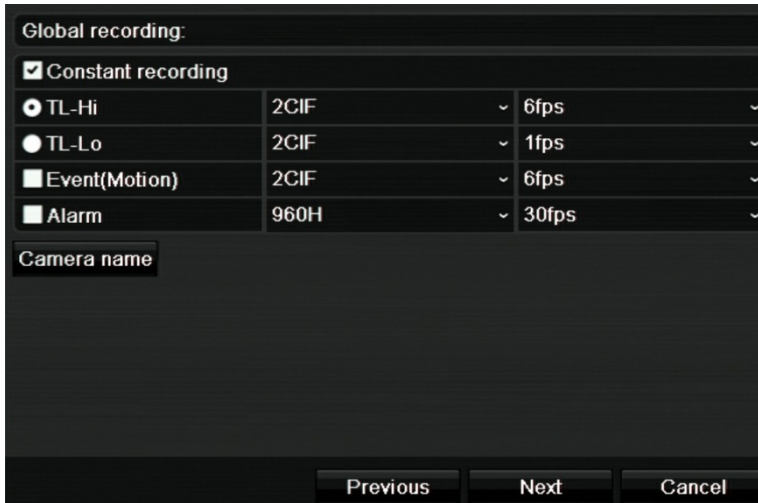 Global recording:
Constant recording
TL-Hi 2CIF 6fps
TL-Lo 2CIF 1fps
Event(Motion) 2CIF 6fps
Alarm 960H 30fps
Camera name
Previous Next Cancel